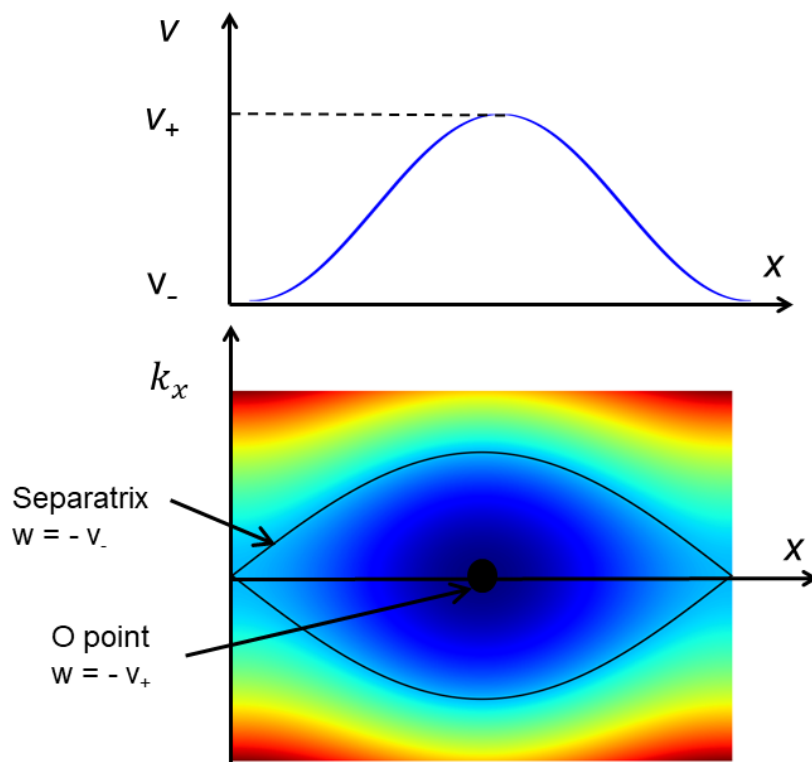 v
v₊
v₋
x
kₓ
Separatrix
w = - v₋
x
O point
w = - v₊